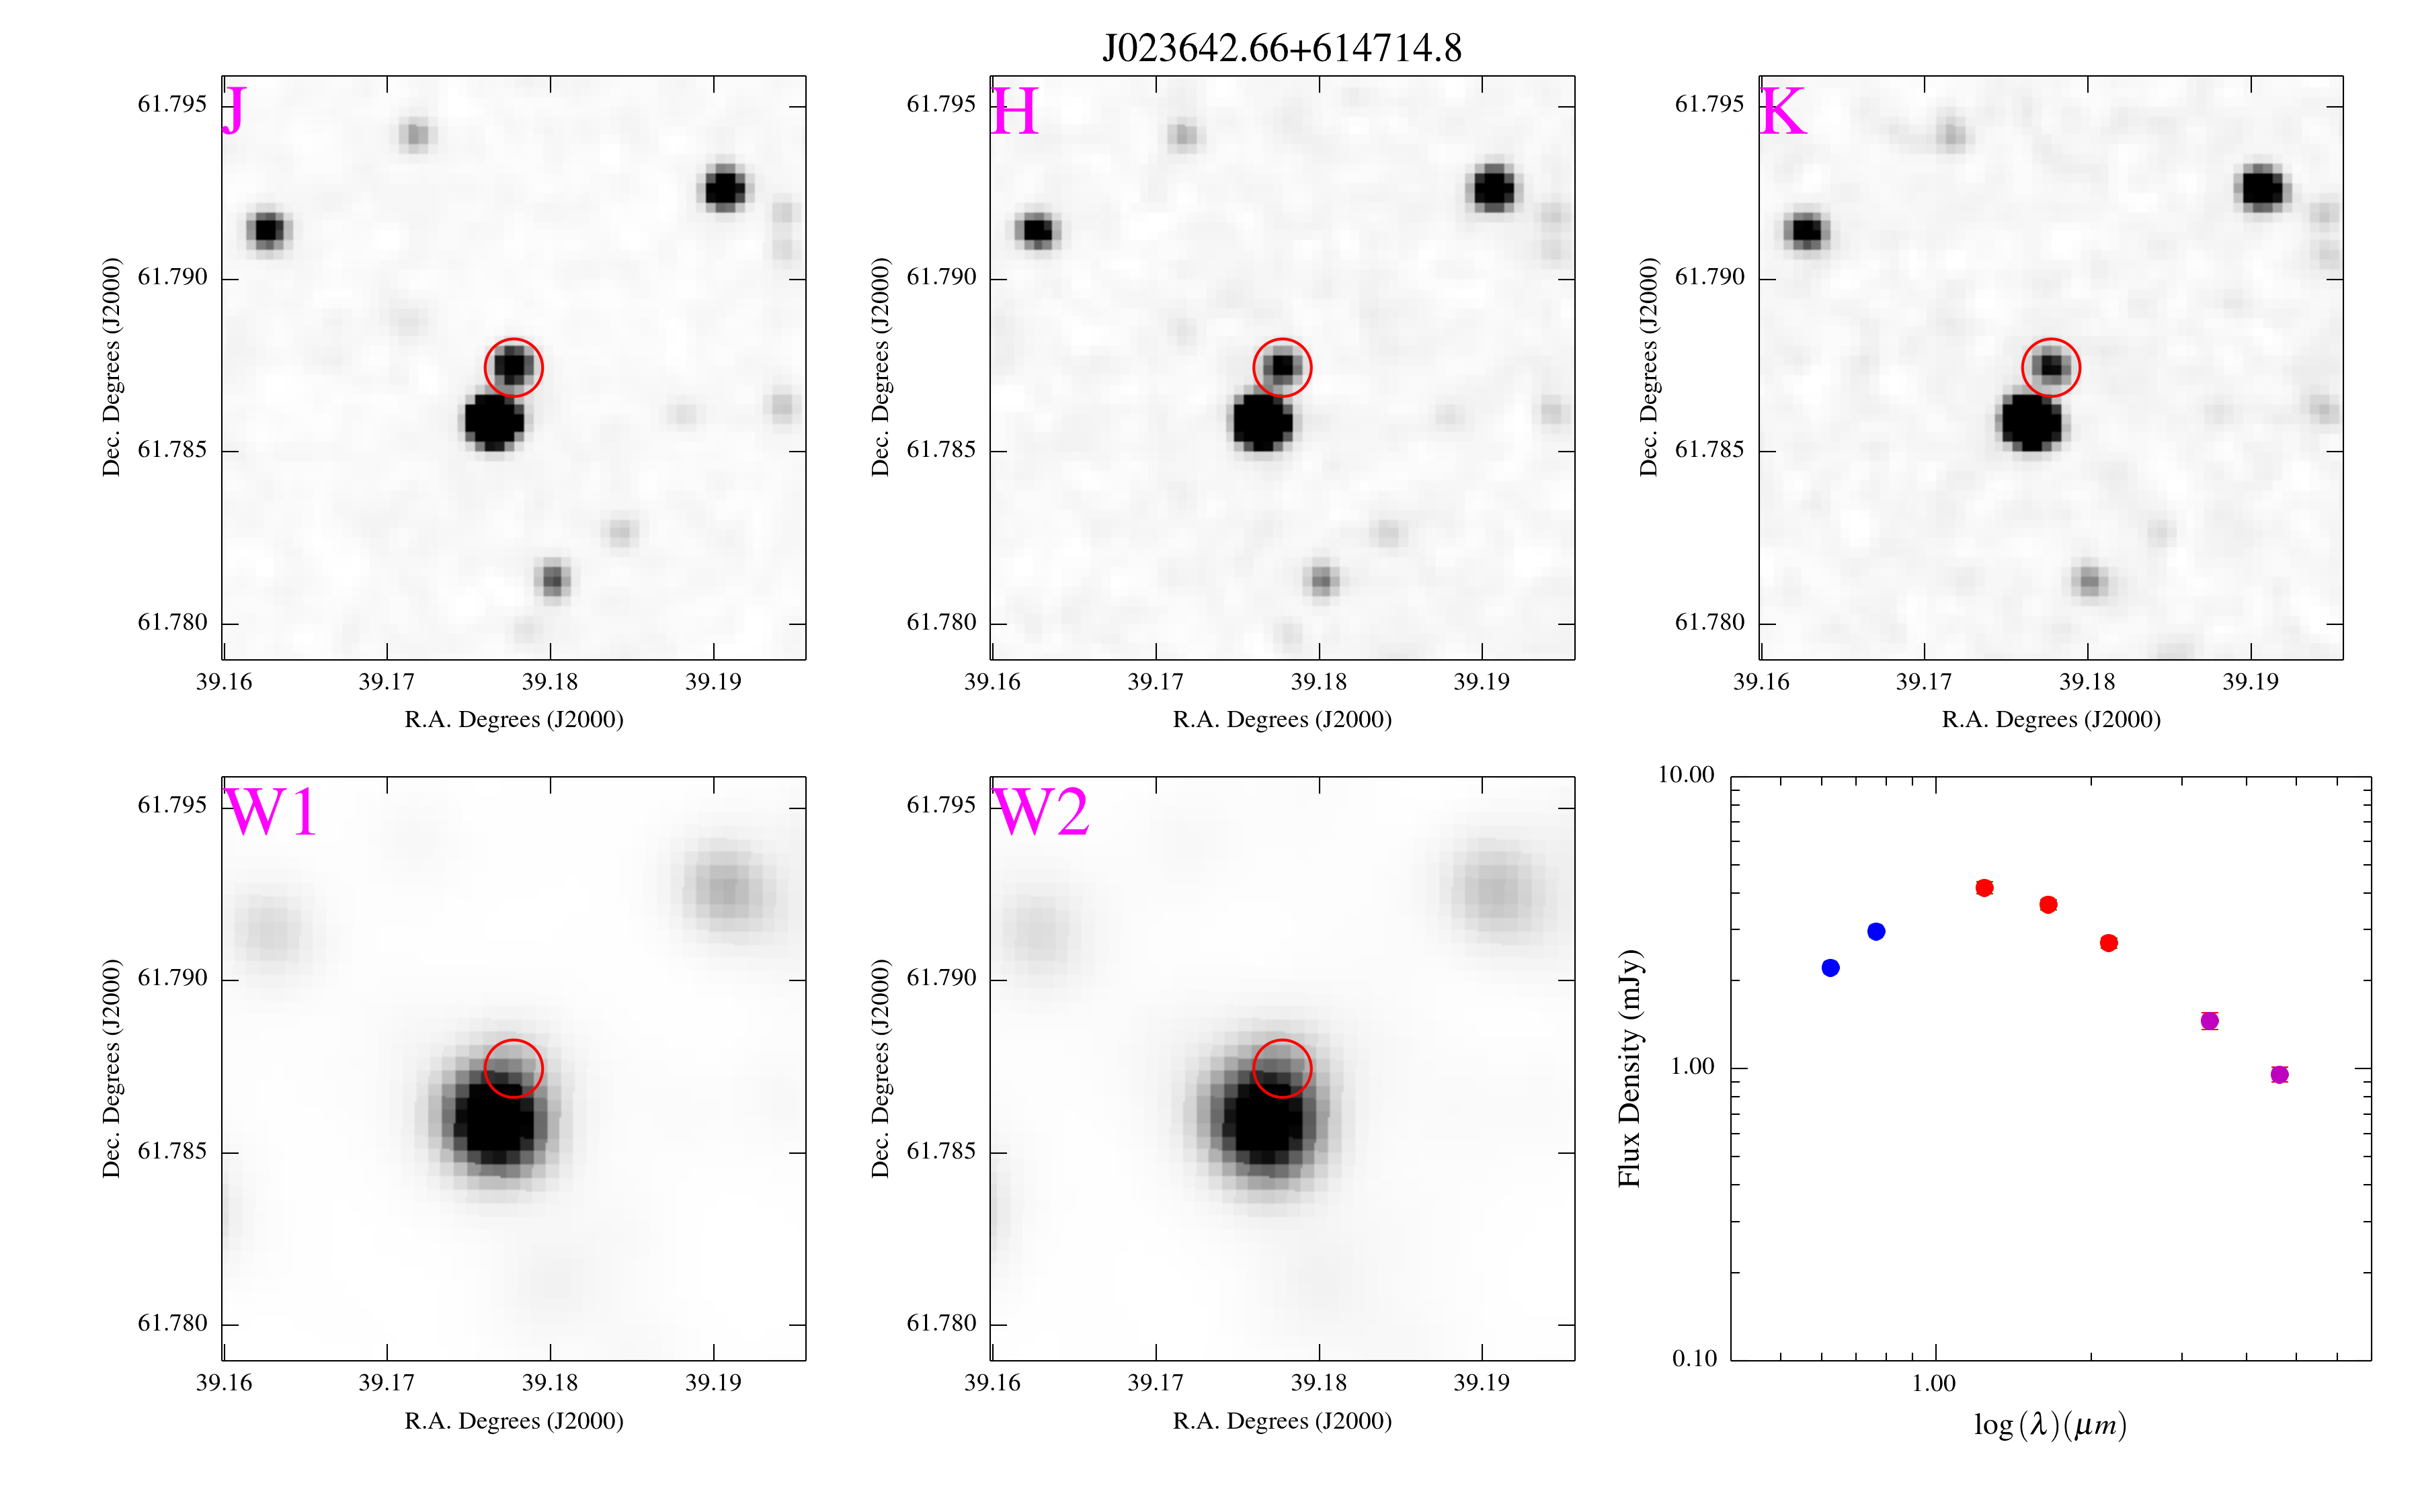 J023642.66+614714.8
J
H
K
61.795
61.790
61.785
61.780
Dec. Degrees (J2000)
39.16
39.17
39.18
39.19
R.A. Degrees (J2000)
61.795
61.790
61.785
61.780
Dec. Degrees (J2000)
39.16
39.17
39.18
39.19
R.A. Degrees (J2000)
61.795
61.790
61.785
61.780
Dec. Degrees (J2000)
39.16
39.17
39.18
39.19
R.A. Degrees (J2000)
W1
61.795
61.790
61.785
61.780
Dec. Degrees (J2000)
39.16
39.17
39.18
39.19
R.A. Degrees (J2000)
W2
61.795
61.790
61.785
61.780
Dec. Degrees (J2000)
39.16
39.17
39.18
39.19
R.A. Degrees (J2000)
10.00
1.00
0.10
Flux Density (mJy)
1.00
log(λ)(μm)